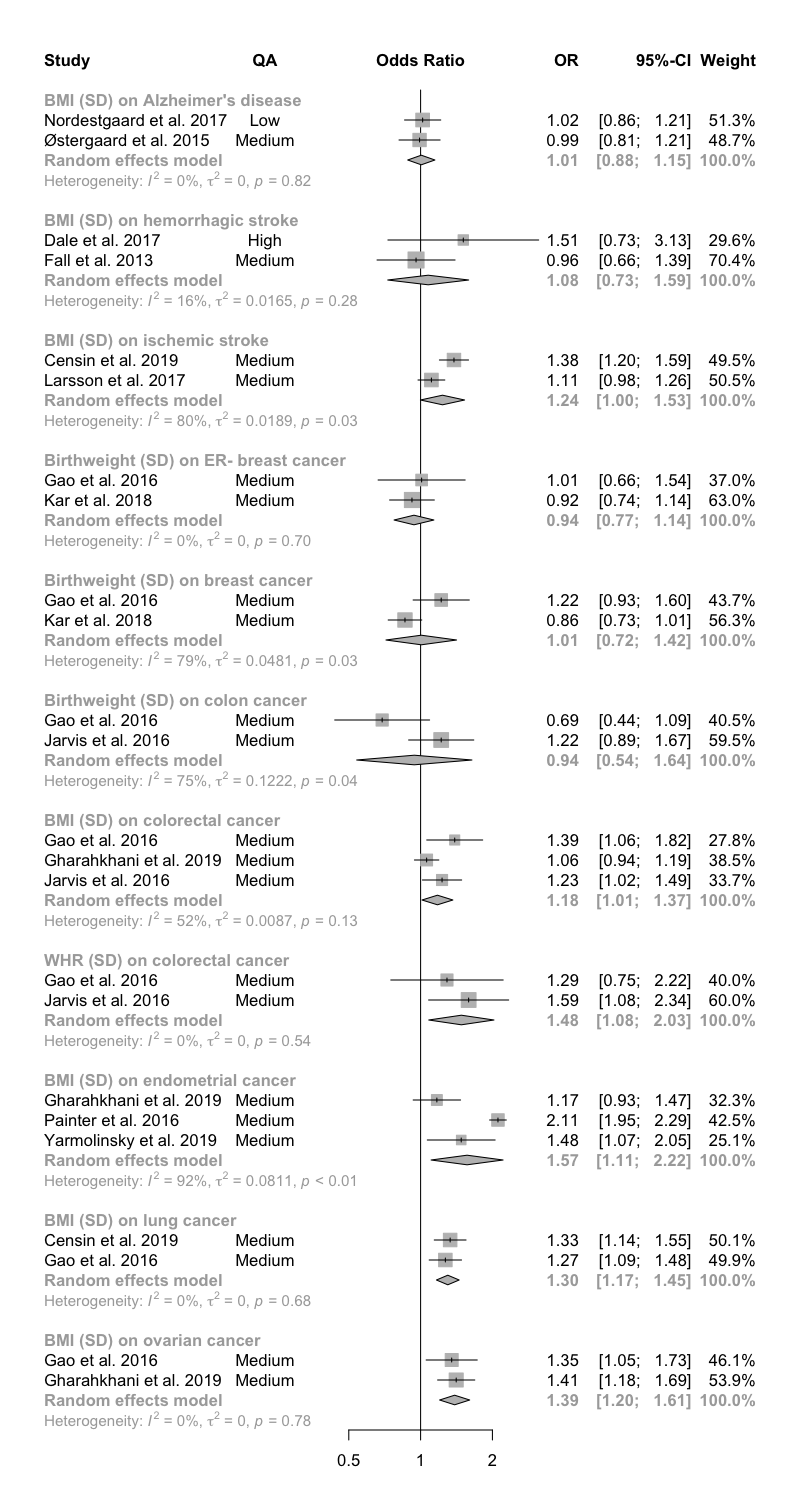 Study QA Odds Ratio OR 95%-CI Weight
BMI (SD) on Alzheimer's disease
Nordestgaard et al. 2017 Low 1.02 [0.86; 1.21] 51.3%
Østergaard et al. 2015 Medium 0.99 [0.81; 1.21] 48.7%
Random effects model 1.01 [0.88; 1.15] 100.0%
Heterogeneity: I² = 0%, τ² = 0, p = 0.82
BMI (SD) on hemorrhagic stroke
Dale et al. 2017 High 1.51 [0.73; 3.13] 29.6%
Fall et al. 2013 Medium 0.96 [0.66; 1.39] 70.4%
Random effects model 1.08 [0.73; 1.59] 100.0%
Heterogeneity: I² = 16%, τ² = 0.0165, p = 0.28
BMI (SD) on ischemic stroke
Censin et al. 2019 Medium 1.38 [1.20; 1.59] 49.5%
Larsson et al. 2017 Medium 1.11 [0.98; 1.26] 50.5%
Random effects model 1.24 [1.00; 1.53] 100.0%
Heterogeneity: I² = 80%, τ² = 0.0189, p = 0.03
Birthweight (SD) on ER- breast cancer
Gao et al. 2016 Medium 1.01 [0.66; 1.54] 37.0%
Kar et al. 2018 Medium 0.92 [0.74; 1.14] 63.0%
Random effects model 0.94 [0.77; 1.14] 100.0%
Heterogeneity: I² = 0%, τ² = 0, p = 0.70
Birthweight (SD) on breast cancer
Gao et al. 2016 Medium 1.22 [0.93; 1.60] 43.7%
Kar et al. 2018 Medium 0.86 [0.73; 1.01] 56.3%
Random effects model 1.01 [0.72; 1.42] 100.0%
Heterogeneity: I² = 79%, τ² = 0.0481, p = 0.03
Birthweight (SD) on colon cancer
Gao et al. 2016 Medium 0.69 [0.44; 1.09] 40.5%
Jarvis et al. 2016 Medium 1.22 [0.89; 1.67] 59.5%
Random effects model 0.94 [0.54; 1.64] 100.0%
Heterogeneity: I² = 75%, τ² = 0.1222, p = 0.04
BMI (SD) on colorectal cancer
Gao et al. 2016 Medium 1.39 [1.06; 1.82] 27.8%
Gharahkhani et al. 2019 Medium 1.06 [0.94; 1.19] 38.5%
Jarvis et al. 2016 Medium 1.23 [1.02; 1.49] 33.7%
Random effects model 1.18 [1.01; 1.37] 100.0%
Heterogeneity: I² = 52%, τ² = 0.0087, p = 0.13
WHR (SD) on colorectal cancer
Gao et al. 2016 Medium 1.29 [0.75; 2.22] 40.0%
Jarvis et al. 2016 Medium 1.59 [1.08; 2.34] 60.0%
Random effects model 1.48 [1.08; 2.03] 100.0%
Heterogeneity: I² = 0%, τ² = 0, p = 0.54
BMI (SD) on endometrial cancer
Gharahkhani et al. 2019 Medium 1.17 [0.93; 1.47] 32.3%
Painter et al. 2016 Medium 2.11 [1.95; 2.29] 42.5%
Yarmolinsky et al. 2019 Medium 1.48 [1.07; 2.05] 25.1%
Random effects model 1.57 [1.11; 2.22] 100.0%
Heterogeneity: I² = 92%, τ² = 0.0811, p < 0.01
BMI (SD) on lung cancer
Censin et al. 2019 Medium 1.33 [1.14; 1.55] 50.1%
Gao et al. 2016 Medium 1.27 [1.09; 1.48] 49.9%
Random effects model 1.30 [1.17; 1.45] 100.0%
Heterogeneity: I² = 0%, τ² = 0, p = 0.68
BMI (SD) on ovarian cancer
Gao et al. 2016 Medium 1.35 [1.05; 1.73] 46.1%
Gharahkhani et al. 2019 Medium 1.41 [1.18; 1.69] 53.9%
Random effects model 1.39 [1.20; 1.61] 100.0%
Heterogeneity: I² = 0%, τ² = 0, p = 0.78
0.5 1 2